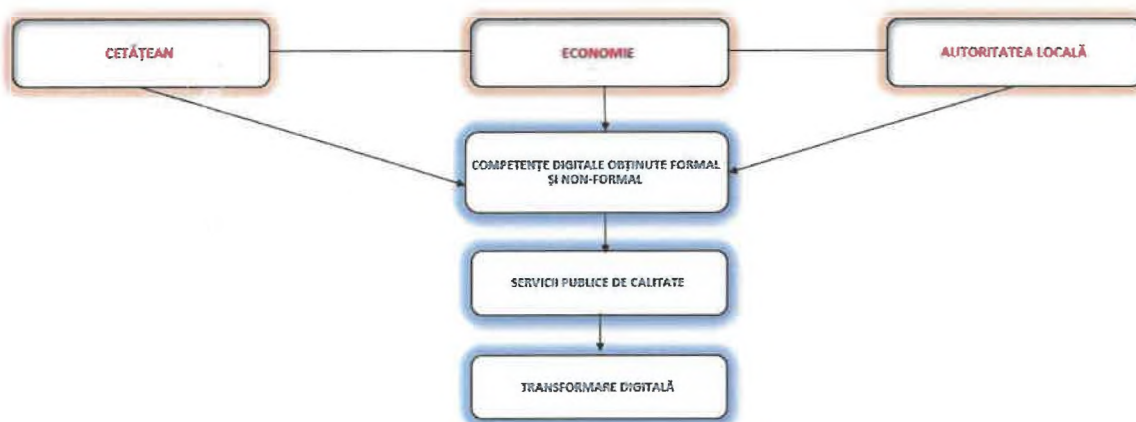 CETĂȚEAN
ECONOMIE
AUTORITATEA LOCALĂ
COMPETENȚE DIGITALE OBȚINUTE FORMAL
ȘI NON-FORMAL
SERVICII PUBLICE DE CALITATE
TRANSFORMARE DIGITALĂ